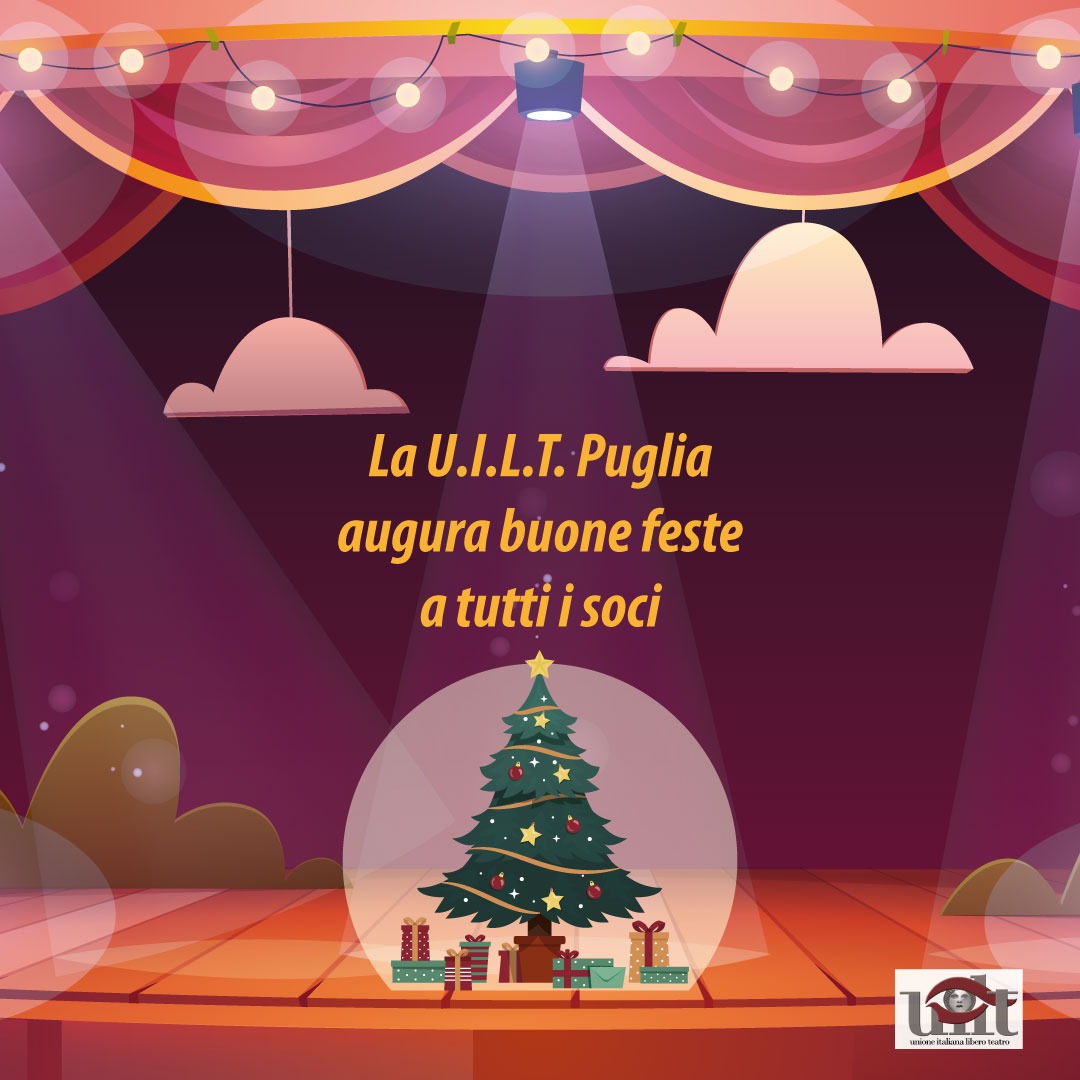 La U.I.L.T. Puglia
augura buone feste
a tutti i soci
uilt
unione italiana libero teatro